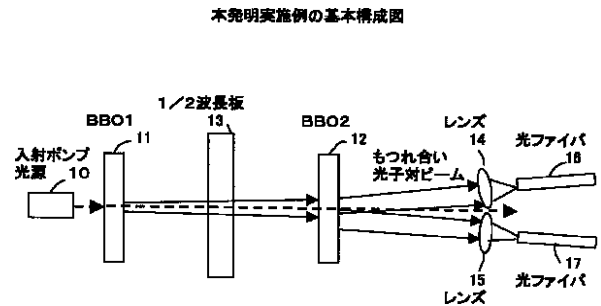 本発明実施例の基本構成図
1/2波長板
13
BBO1
11
BBO2
12
入射ポンプ
光源 10
もつれ合い
光子対ビーム
レンズ
14
光ファイバ
16
15
レンズ
17
光ファイバ